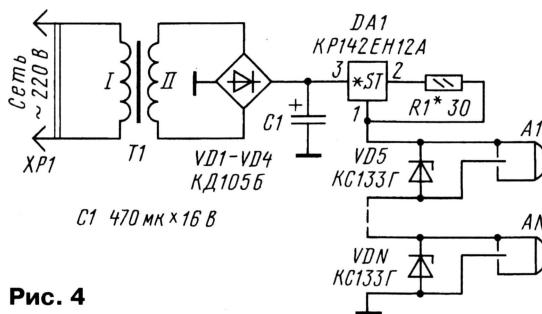 DA1
КР142ЕН12А
Сеть
~ 220 В
I
II
3
*ST
2
1
+
C1
R1* 30
A1
XP1
T1
VD1-VD4
КД105Б
VD5
КС133Г
C1 470 мк × 16 В
AN
VDN
КС133Г
Рис. 4